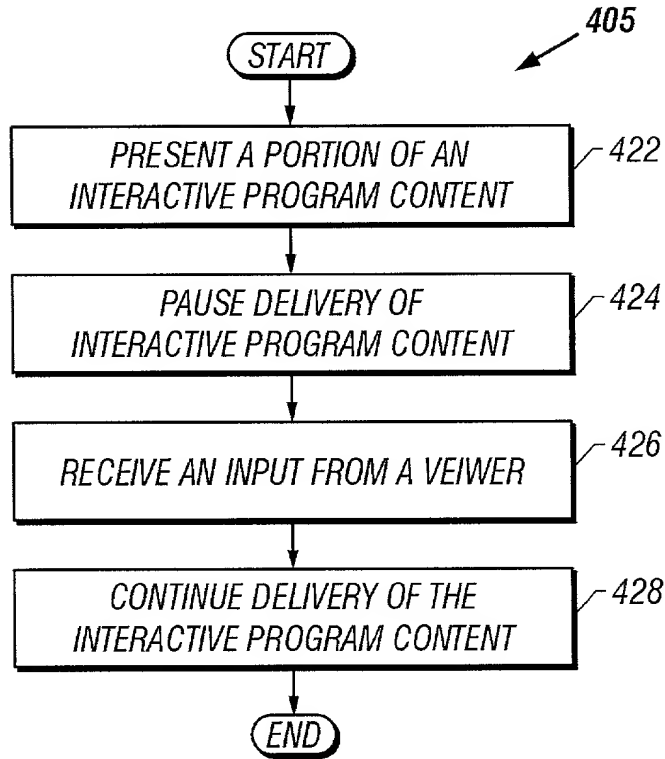 405
START
PRESENT A PORTION OF AN
INTERACTIVE PROGRAM CONTENT
422
PAUSE DELIVERY OF
INTERACTIVE PROGRAM CONTENT
424
RECEIVE AN INPUT FROM A VEIWER
426
CONTINUE DELIVERY OF THE
INTERACTIVE PROGRAM CONTENT
428
END